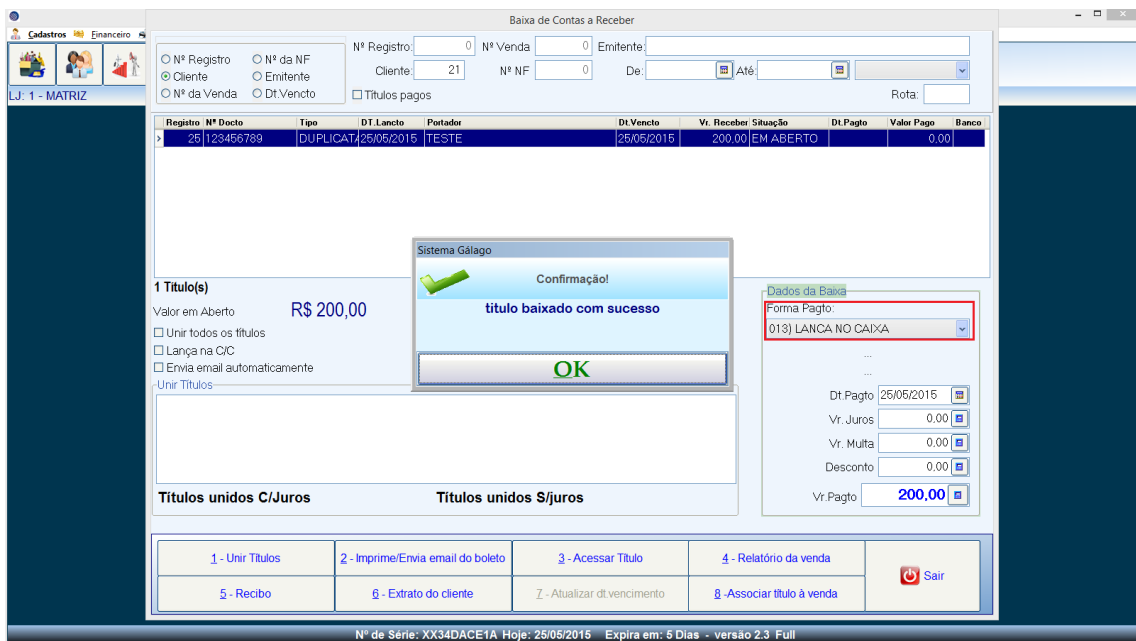 Baixa de Contas a Receber
Cadastros Financeiro
LJ: 1 - MATRIZ
Nº Registro: 0 Nº Venda 0 Emitente:
Nº Registro Nº da NF
Cliente: 21 Nº NF 0 De: Até:
Cliente Emitente
Nº da Venda Dt.Vencto Títulos pagos Rota:
Registro Nº Docto Tipo DT.Lancto Portador Dt.Vencto Vr. Receber Situação Dt.Pagto Valor Pago Banco
25 123456789 DUPLICATA 25/05/2015 TESTE 25/05/2015 200.00 EM ABERTO 0.00
Sistema Gálago
Confirmação!
titulo baixado com sucesso
OK
1 Título(s)
Valor em Aberto R$ 200,00
Unir todos os títulos
Lança na C/C
Envia email automaticamente
Unir Títulos
Títulos unidos C/Juros Títulos unidos S/juros
Dados da Baixa
Forma Pagto:
013) LANCA NO CAIXA
...
...
Dt.Pagto 25/05/2015
Vr. Juros 0.00
Vr. Multa 0.00
Desconto 0.00
Vr.Pagto 200,00
1 - Unir Títulos 2 - Imprime/Envia email do boleto 3 - Acessar Título 4 - Relatório da venda
Sair
5 - Recibo 6 - Extrato do cliente 7 - Atualizar dt.vencimento 8 -Associar título à venda
Nº de Série: XX34DACE1A Hoje: 25/05/2015 Expira em: 5 Dias - versão 2.3 Full